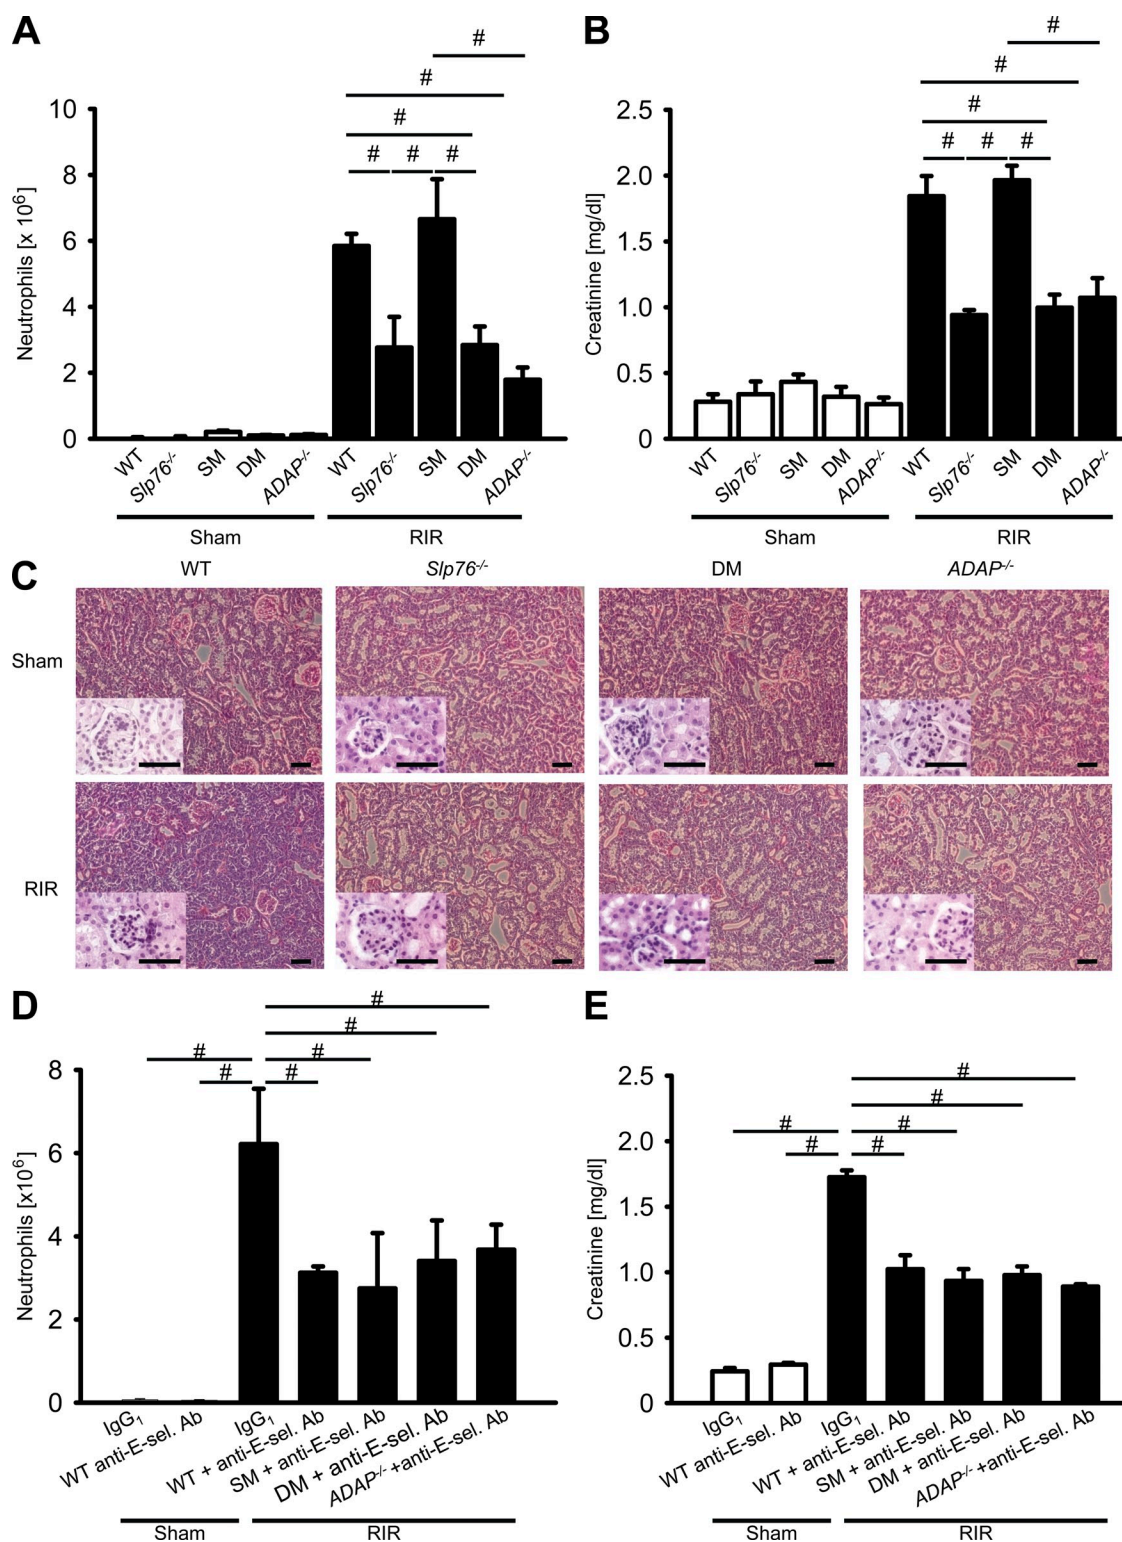 A
#
#
#
# # #
10
8
6
4
2
0
Neutrophils [x 10⁶]
WT
Slp76⁻/⁻
SM
DM
ADAP⁻/⁻
WT
Slp76⁻/⁻
SM
DM
ADAP⁻/⁻
Sham
RIR
B
#
#
#
# # #
2.5
2.0
1.5
1.0
0.5
0
Creatinine [mg/dl]
WT
Slp76⁻/⁻
SM
DM
ADAP⁻/⁻
WT
Slp76⁻/⁻
SM
DM
ADAP⁻/⁻
Sham
RIR
C
WT
Slp76⁻/⁻
DM
ADAP⁻/⁻
Sham
RIR
D
#
#
# #
# #
8
6
4
2
0
Neutrophils [x10⁶]
IgG₁
WT anti-E-sel. Ab
IgG₁
WT + anti-E-sel. Ab
SM + anti-E-sel. Ab
DM + anti-E-sel. Ab
ADAP⁻/⁻ +anti-E-sel. Ab
Sham
RIR
E
#
#
# #
# #
2.5
2.0
1.5
1.0
0.5
0
Creatinine [mg/dl]
IgG₁
WT anti-E-sel. Ab
IgG₁
WT + anti-E-sel. Ab
SM + anti-E-sel. Ab
DM + anti-E-sel. Ab
ADAP⁻/⁻ +anti-E-sel. Ab
Sham
RIR